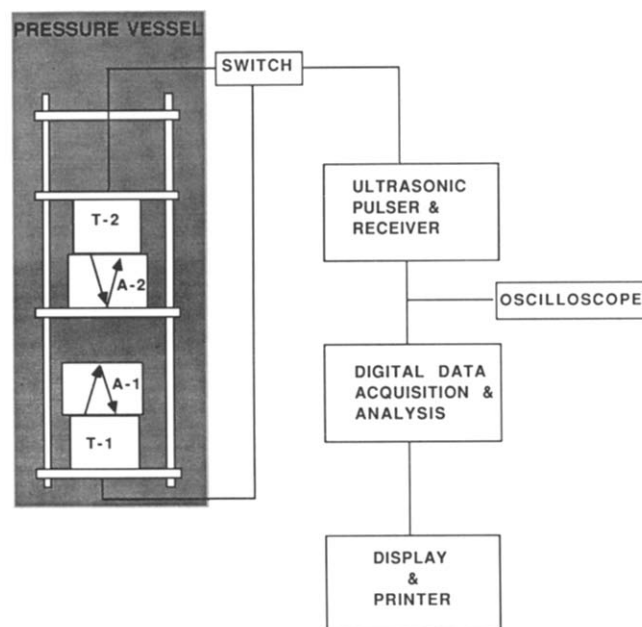 PRESSURE VESSEL
SWITCH
T-2
A-2
A-1
T-1
ULTRASONIC
PULSER &
RECEIVER
OSCILLOSCOPE
DIGITAL DATA
ACQUISITION &
ANALYSIS
DISPLAY
&
PRINTER